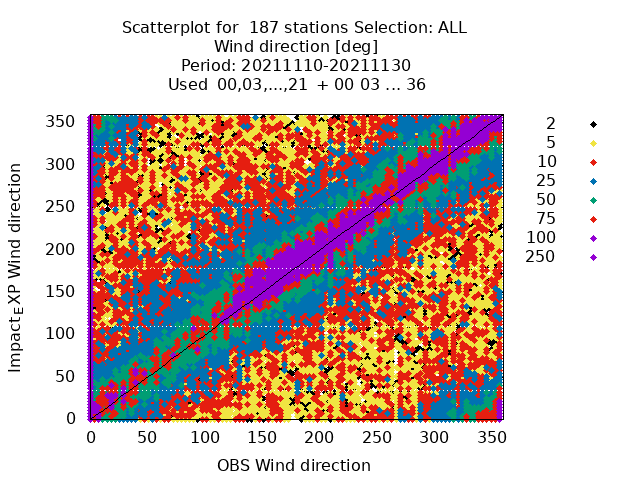 Scatterplot for  187 stations Selection: ALL
Wind direction [deg]
Period: 20211110-20211130
Used  00,03,...,21  + 00 03 ... 36
350
300
250
200
150
100
50
0
Impact_EXP Wind direction
0 50 100 150 200 250 300 350
OBS Wind direction
2
5
10
25
50
75
100
250